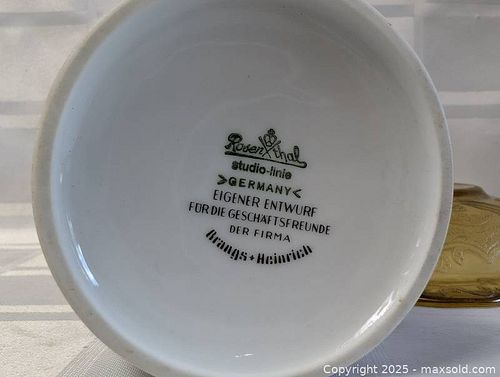 Rosenthal
studio-linie
>GERMANY<
EIGENER ENTWURF
FÜR DIE GESCHÄFTSFREUNDE
DER FIRMA
Brangs+Heinrich
Copyright © 2025 - maxsold.com